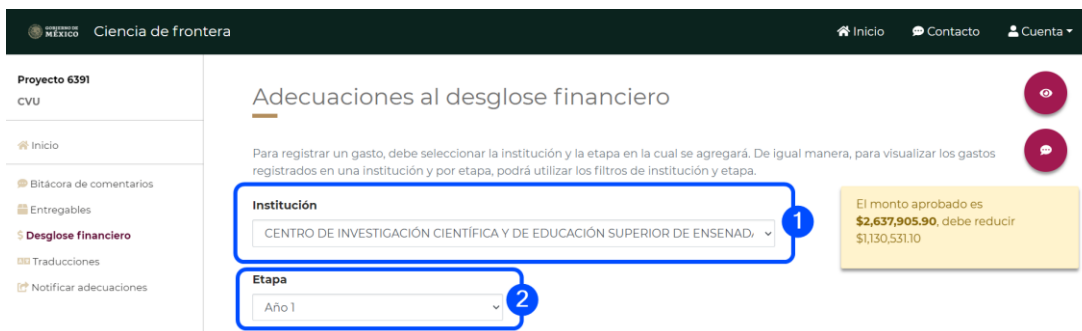 GOBIERNO DE
MÉXICO
Ciencia de frontera
Inicio
Contacto
Cuenta
Proyecto 6391
CVU
Inicio
Bitácora de comentarios
Entregables
$ Desglose financiero
Traducciones
Notificar adecuaciones
Adecuaciones al desglose financiero
Para registrar un gasto, debe seleccionar la institución y la etapa en la cual se agregará. De igual manera, para visualizar los gastos
registrados en una institución y por etapa, podrá utilizar los filtros de institución y etapa.
Institución
CENTRO DE INVESTIGACIÓN CIENTÍFICA Y DE EDUCACIÓN SUPERIOR DE ENSENADA
1
Etapa
Año 1
2
El monto aprobado es
$2,637,905.90, debe reducir
$1,130,531.10